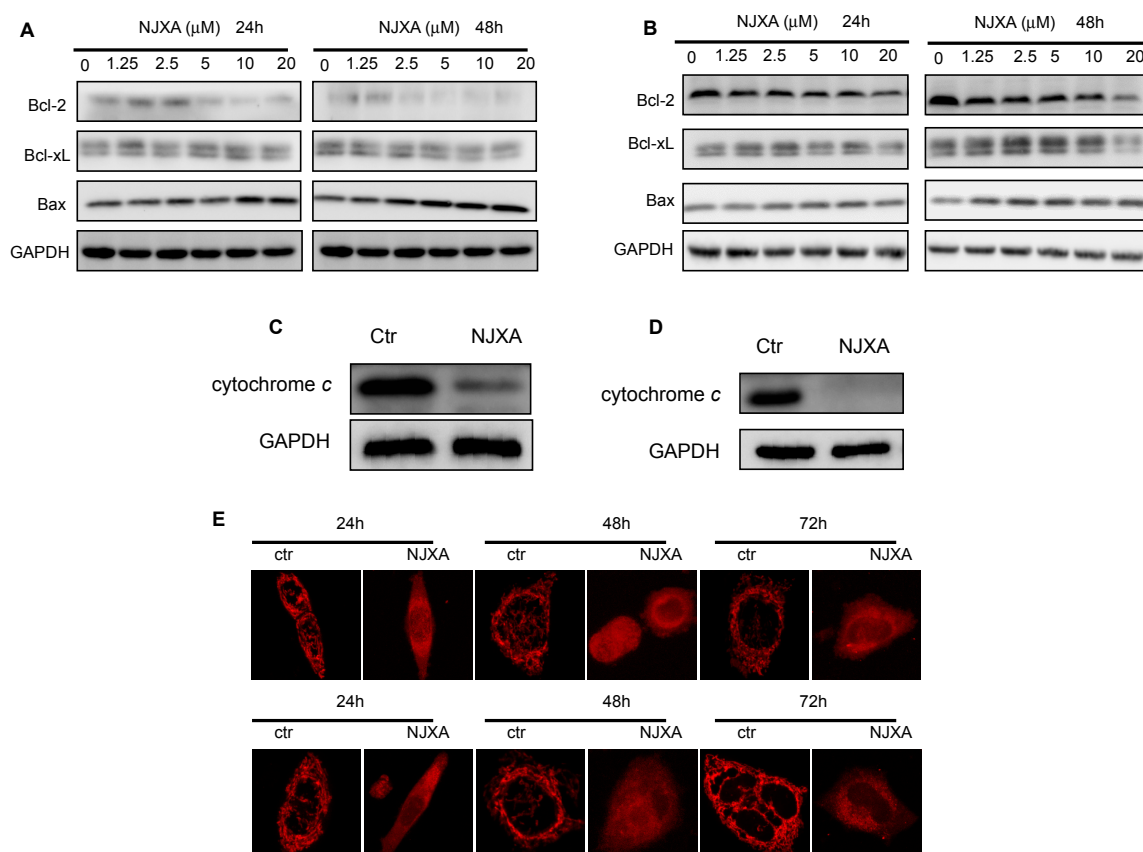 A
NJXA (μM) 24h
NJXA (μM) 48h
0 1.25 2.5 5 10 20
0 1.25 2.5 5 10 20
Bcl-2
Bcl-xL
Bax
GAPDH
B
NJXA (μM) 24h
NJXA (μM) 48h
0 1.25 2.5 5 10 20
0 1.25 2.5 5 10 20
Bcl-2
Bcl-xL
Bax
GAPDH
C
Ctr NJXA
cytochrome c
GAPDH
D
Ctr NJXA
cytochrome c
GAPDH
E
24h 48h 72h
ctr NJXA ctr NJXA ctr NJXA
24h 48h 72h
ctr NJXA ctr NJXA ctr NJXA